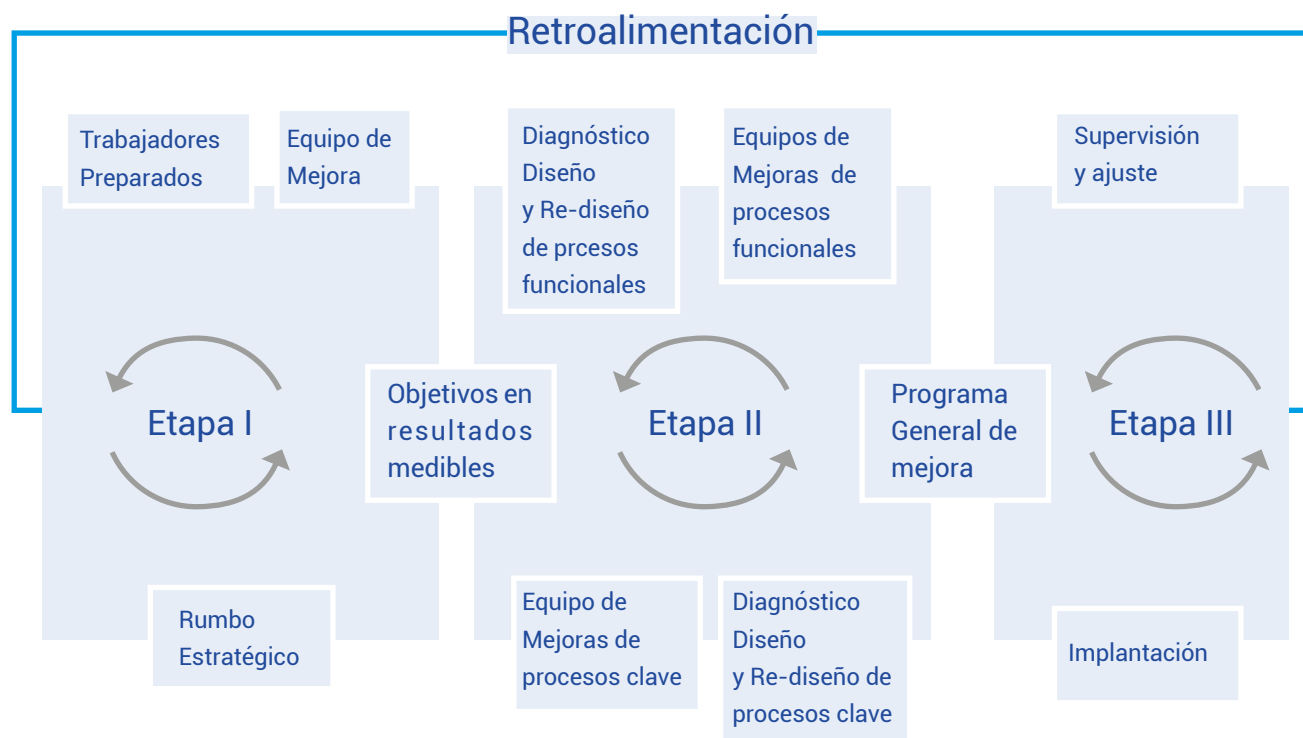 Retroalimentación
Trabajadores
Preparados
Equipo de
Mejora
Etapa I
Rumbo
Estratégico
Objetivos en
resultados
medibles
Diagnóstico
Diseño
y Re-diseño
de prcesos
funcionales
Equipos de
Mejoras de
procesos
funcionales
Etapa II
Equipo de
Mejoras de
procesos clave
Diagnóstico
Diseño
y Re-diseño de
procesos clave
Programa
General de
mejora
Supervisión
y ajuste
Etapa III
Implantación